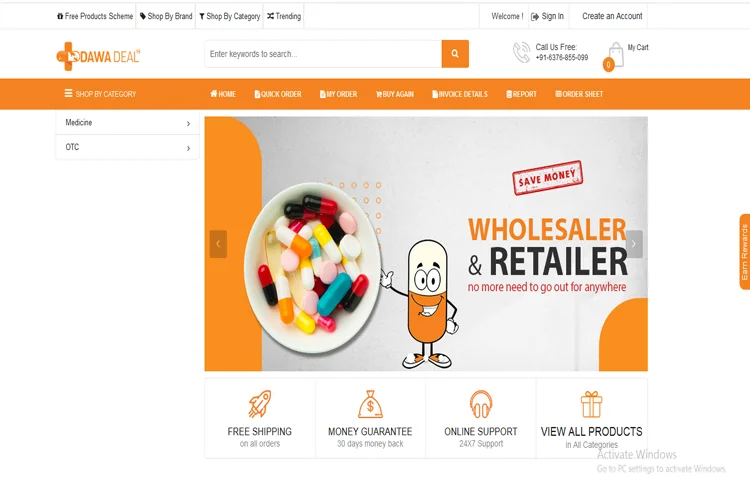 Free Products Scheme Shop By Brand Shop By Category Trending Welcome ! Sign In Create an Account
DAWA DEAL
Enter keywords to search...
Call Us Free:
+91-6376-855-099
My Cart
0
SHOP BY CATEGORY HOME QUICK ORDER MY ORDER BUY AGAIN INVOICE DETAILS REPORT ORDER SHEET
Medicine
OTC
SAVE MONEY
WHOLESALER
& RETAILER
no more need to go out for anywhere
Earn Rewards
FREE SHIPPING
on all orders
MONEY GUARANTEE
30 days money back
ONLINE SUPPORT
24X7 Support
VIEW ALL PRODUCTS
in All Categories
Activate Windows
Go to PC settings to activate Windows.